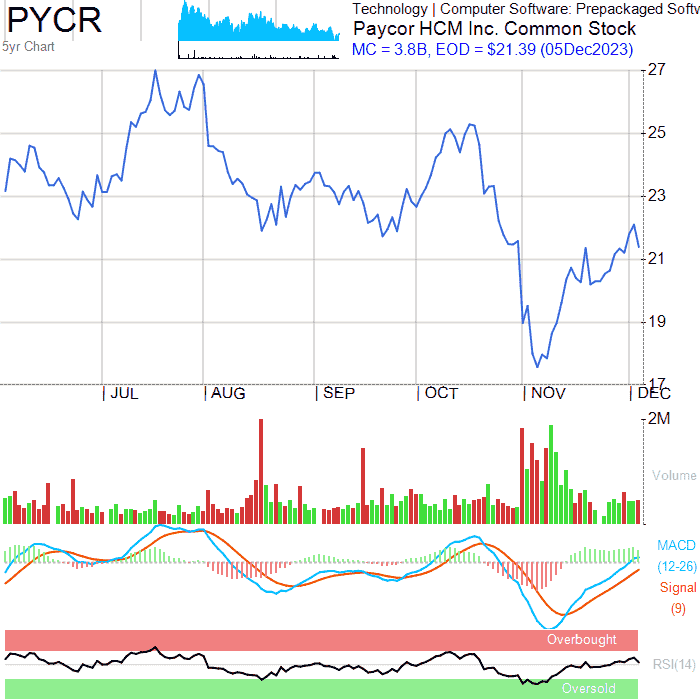 PYCR
5yr Chart
Technology | Computer Software: Prepackaged Softw
Paycor HCM Inc. Common Stock
MC = 3.8B, EOD = $21.39 (05Dec2023)
27
25
23
21
19
17
| JUL | AUG | SEP | OCT | NOV | DEC
2M
Volume
MACD
(12-26)
Signal
(9)
Overbought
RSI(14)
Oversold